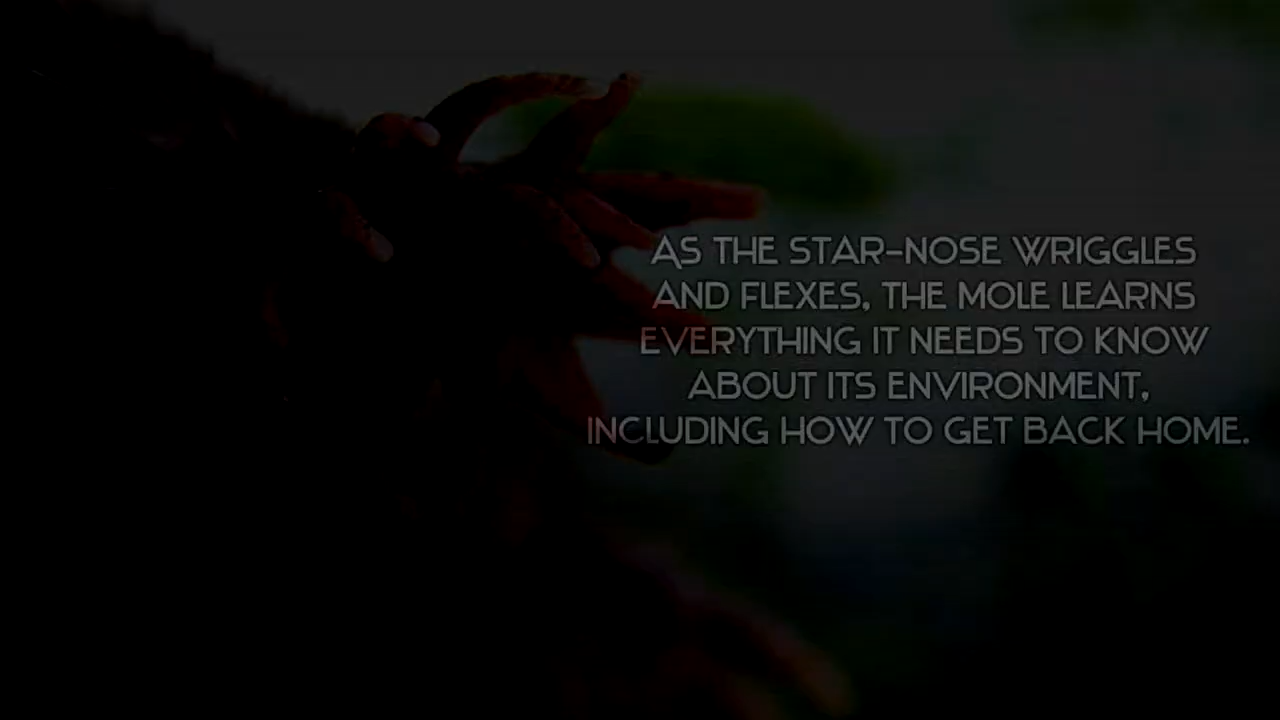 AS THE STAR-NOSE WRIGGLES
AND FLEXES, THE MOLE LEARNS
EVERYTHING IT NEEDS TO KNOW
ABOUT ITS ENVIRONMENT,
INCLUDING HOW TO GET BACK HOME.